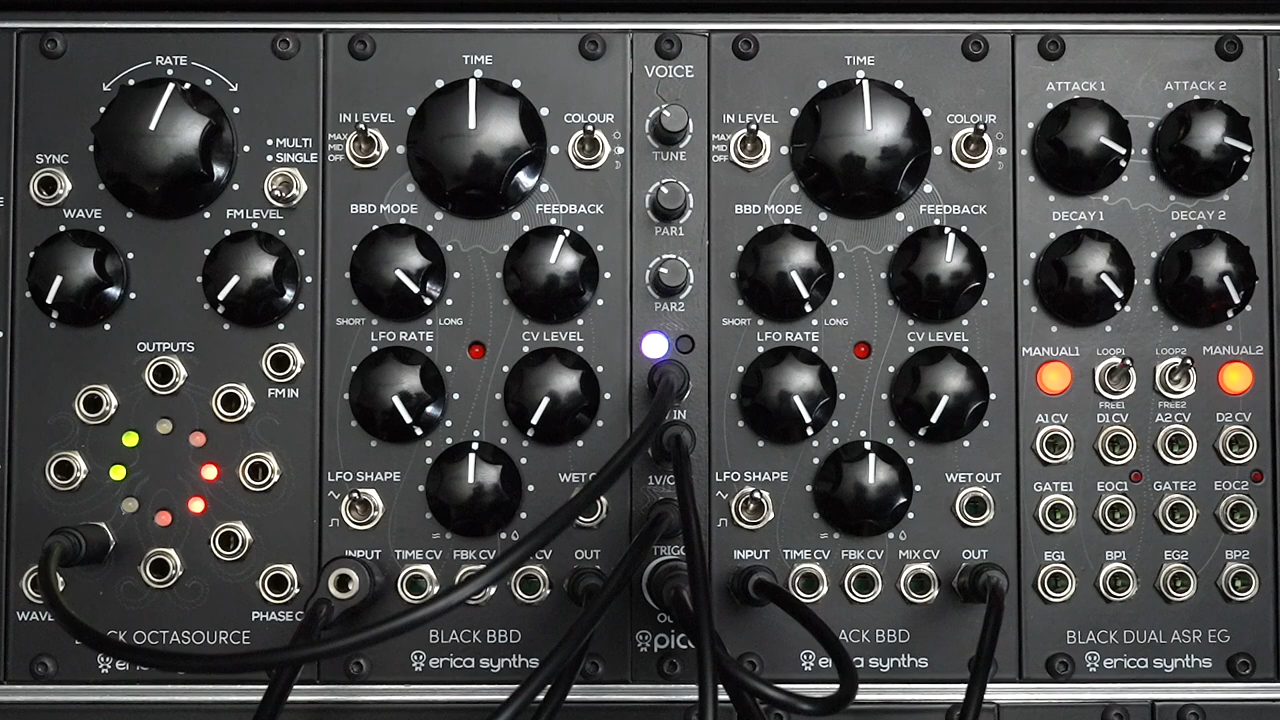 RATE
MULTI
SINGLE
SYNC
WAVE
FM LEVEL
OUTPUTS
FM IN
OCTASOURCE
TIME
IN LEVEL
MAX
MID
OFF
COLOUR
BBD MODE
FEEDBACK
SHORT
LONG
LFO RATE
CV LEVEL
LFO SHAPE
WET
INPUT
TIME CV
FBK CV
OUT
BLACK BBD
erica synths
VOICE
TUNE
PAR1
PAR2
IN
pico
TIME
IN LEVEL
MAX
MID
OFF
COLOUR
BBD MODE
FEEDBACK
SHORT
LONG
LFO RATE
CV LEVEL
LFO SHAPE
WET OUT
INPUT
TIME CV
FBK CV
MIX CV
OUT
BBD
erica synths
ATTACK 1
ATTACK 2
DECAY 1
DECAY 2
MANUAL1
LOOP1
LOOP2
MANUAL2
FREE1
FREE2
A1 CV
D1 CV
A2 CV
D2 CV
GATE1
EOC1
GATE2
EOC2
EG1
BP1
EG2
BP2
BLACK DUAL ASR EG
erica synths